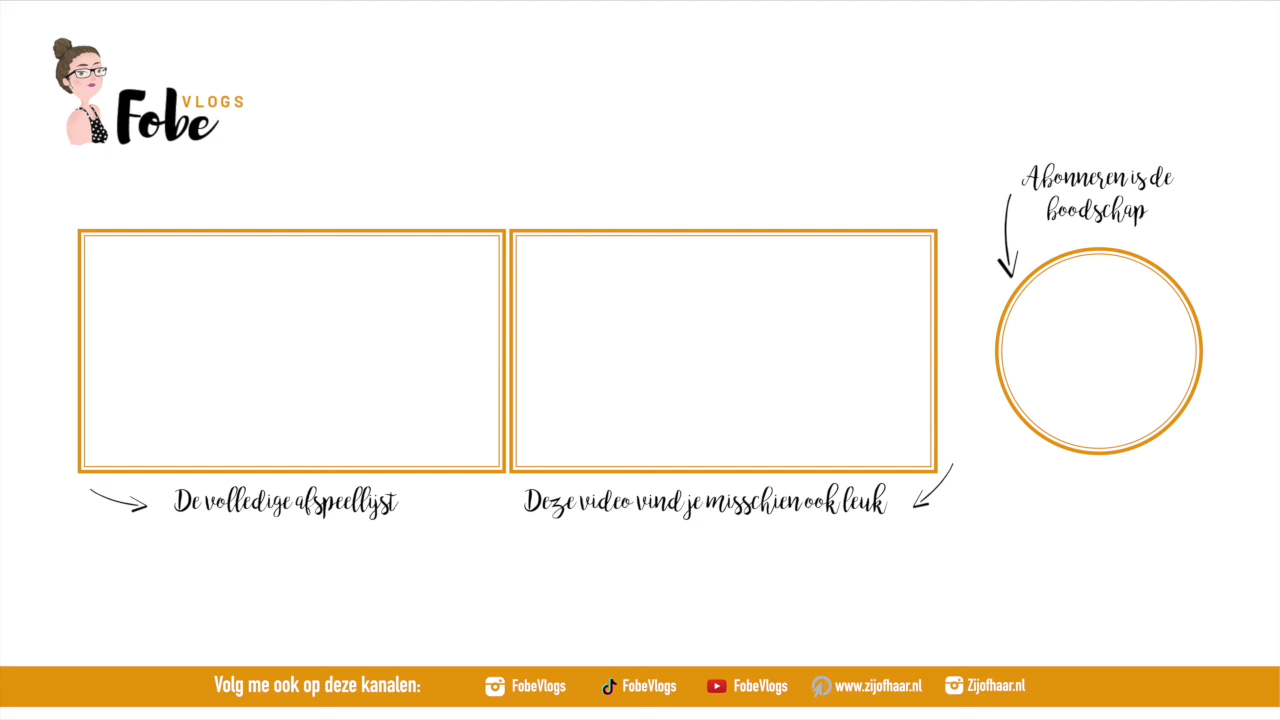 VLOGS
Fobe
Abonneren is de
boodschap
De volledige afspeellijst
Deze video vind je misschien ook leuk
Volg me ook op deze kanalen:
FobeVlogs
FobeVlogs
FobeVlogs
www.zijofhaar.nl
Zijofhaar.nl